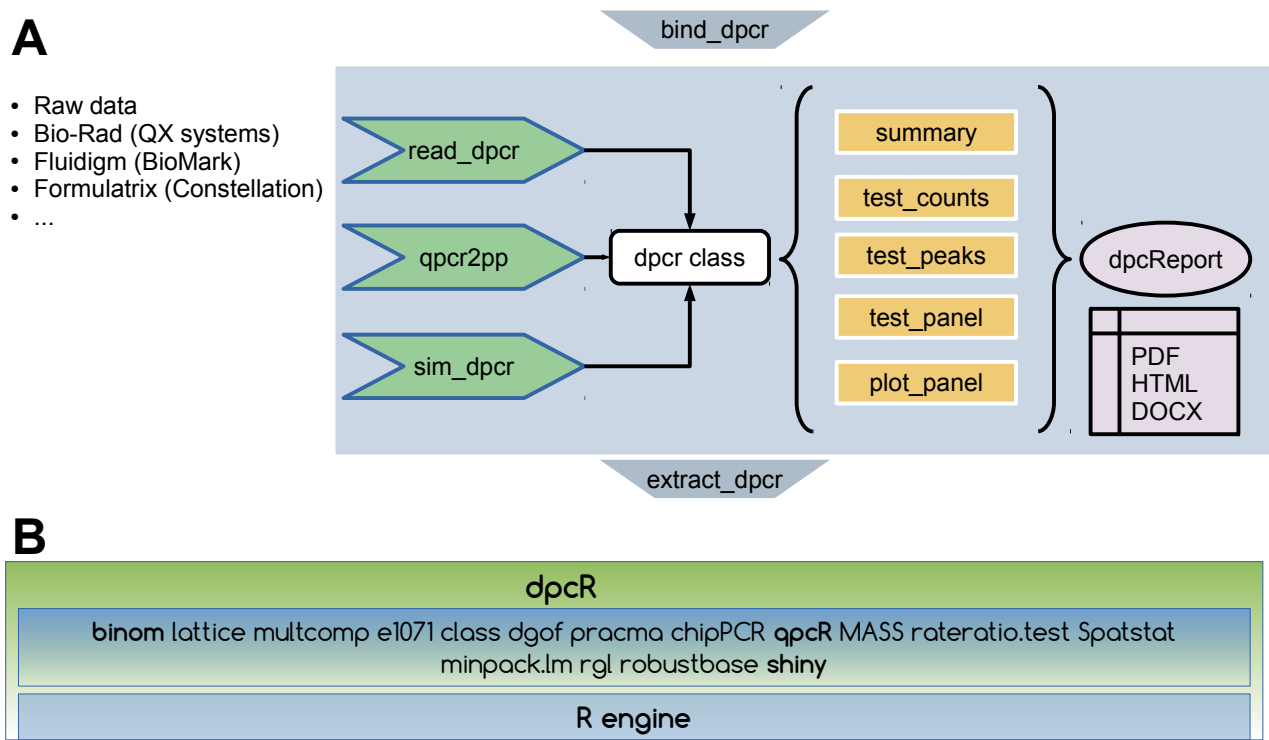 A
bind_dpcr
• Raw data
• Bio-Rad (QX systems)
• Fluidigm (BioMark)
• Formulatrix (Constellation)
• ...
read_dpcr
qpcr2pp
sim_dpcr
dpcr class
summary
test_counts
test_peaks
test_panel
plot_panel
dpcReport
PDF
HTML
DOCX
extract_dpcr
B
dpcR
binom lattice multcomp e1071 class dgof pracma chipPCR qpcR MASS rateratio.test Spatstat
minpack.lm rgl robustbase shiny
R engine